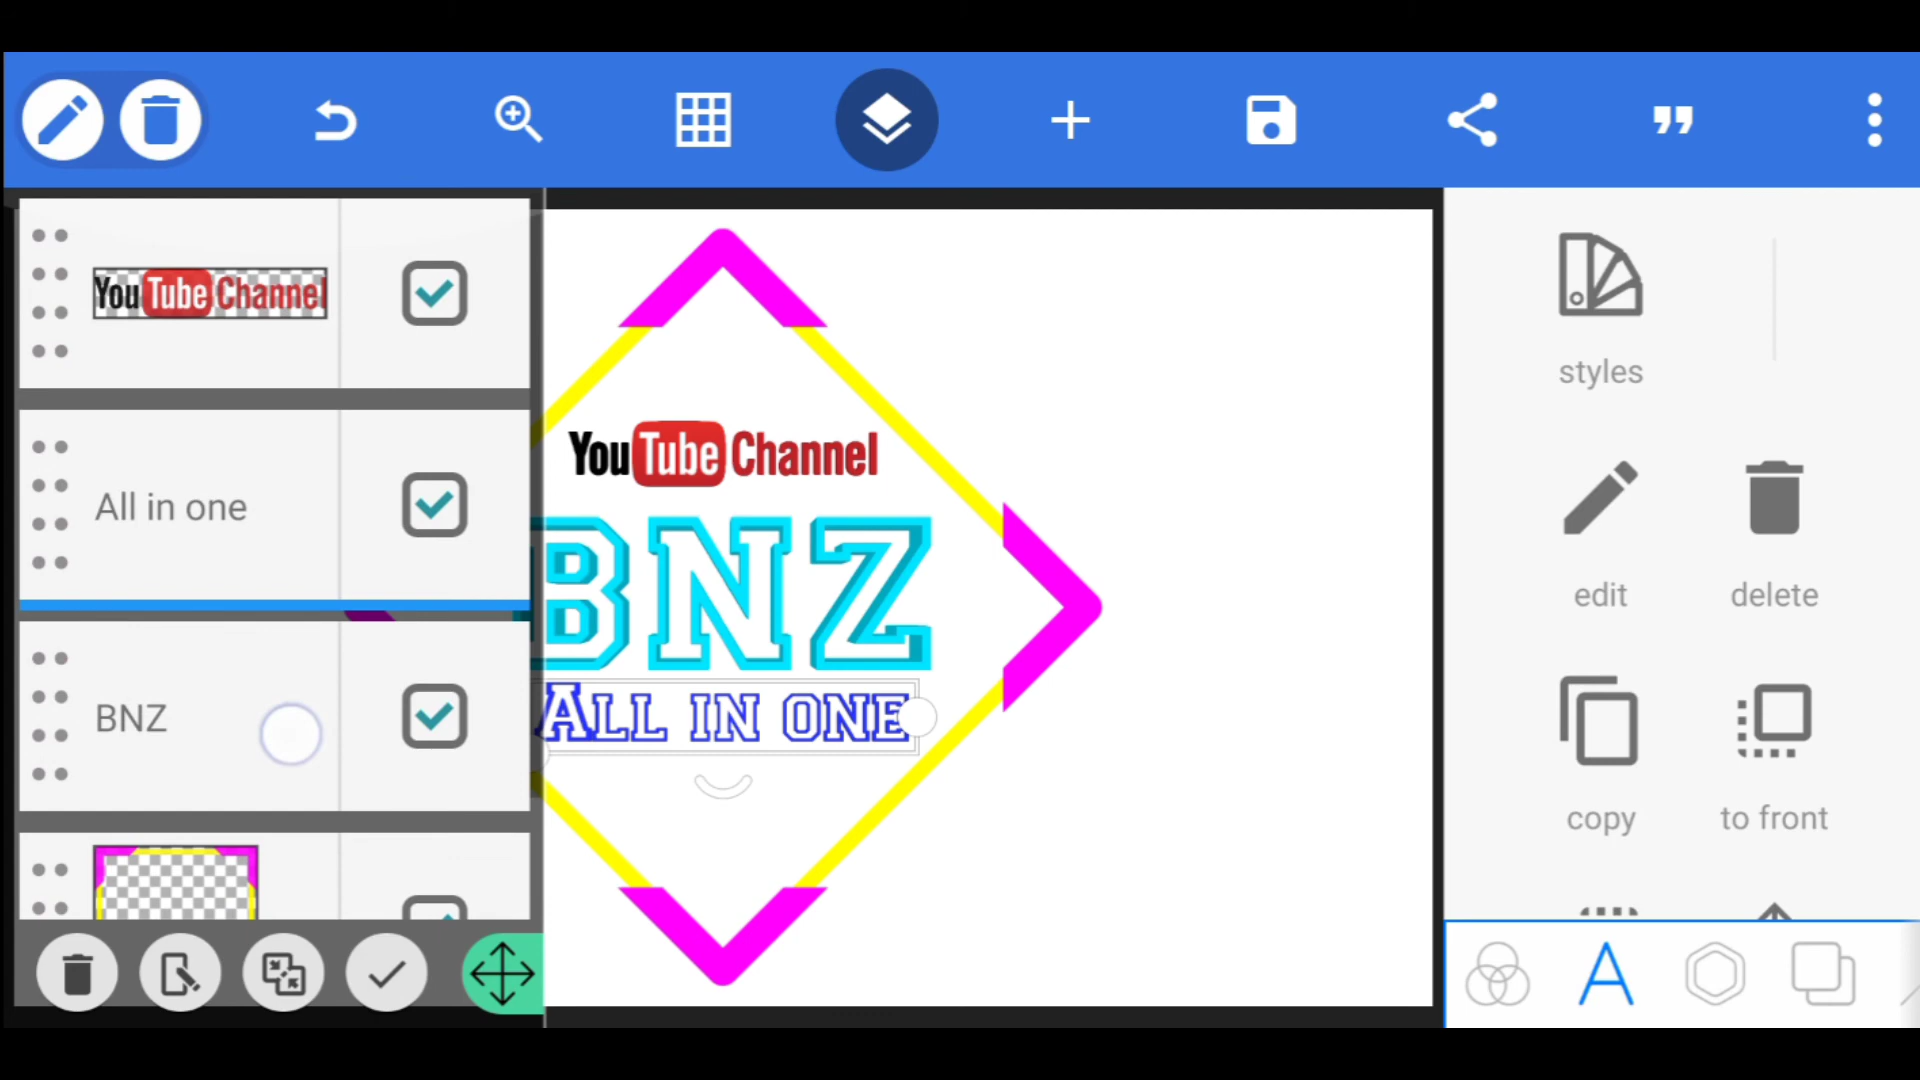 YouTube Channel
All in one
BNZ
YouTube Channel
BNZ
ALL IN ONE
styles
edit
delete
copy
to front